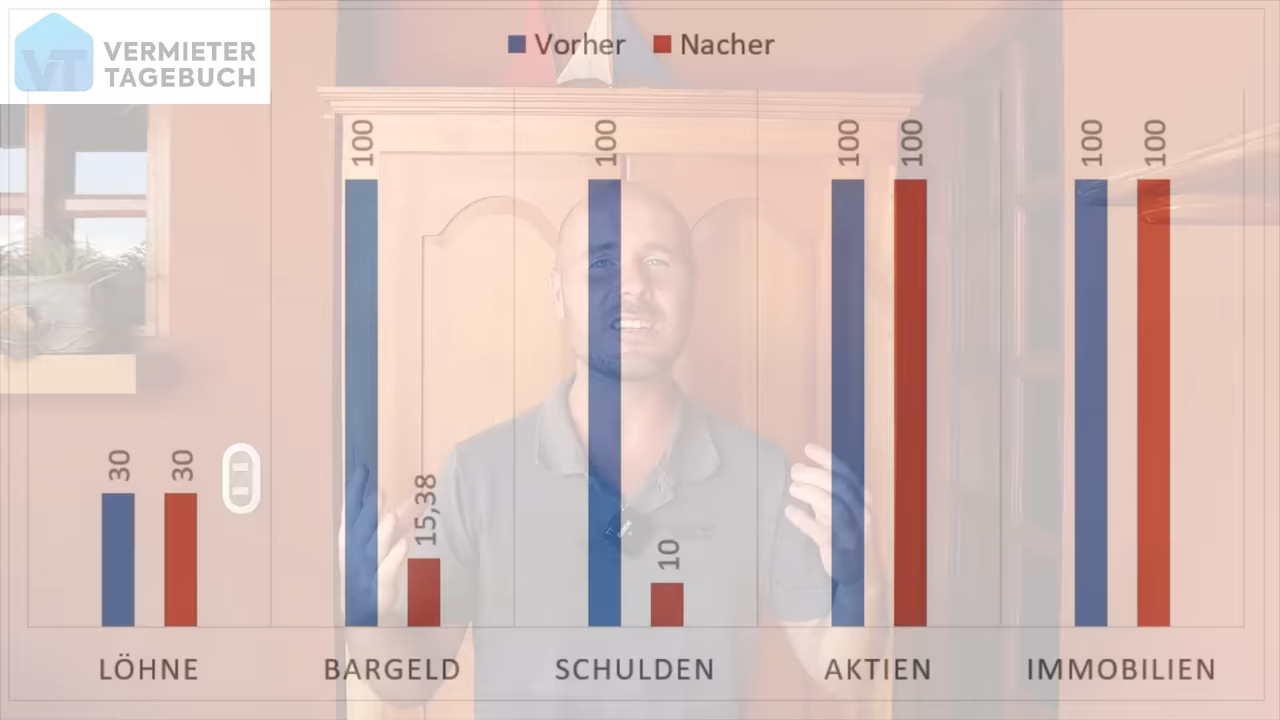 VT VERMIETER
TAGEBUCH
Vorher Nacher
30 30 100 15,38 100 10 100 100 100 100
LÖHNE BARGELD SCHULDEN AKTIEN IMMOBILIEN